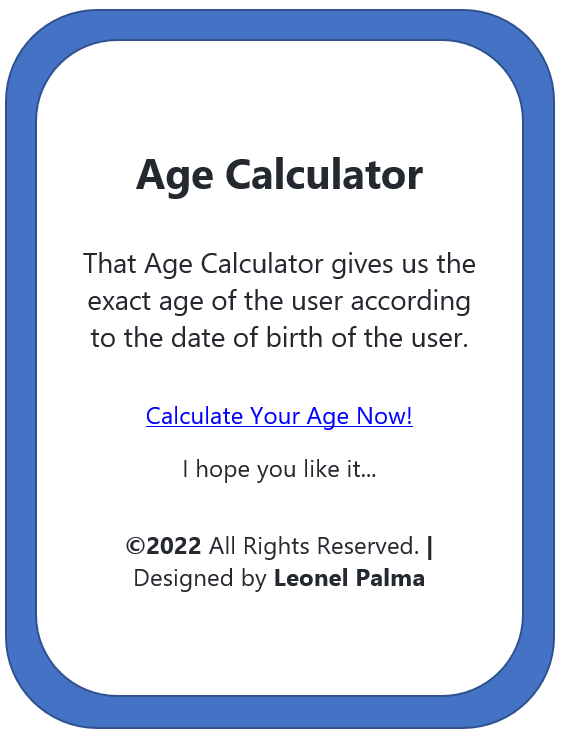 Age Calculator
That Age Calculator gives us the
exact age of the user according
to the date of birth of the user.
Calculate Your Age Now!
I hope you like it...
©2022 All Rights Reserved. |
Designed by Leonel Palma